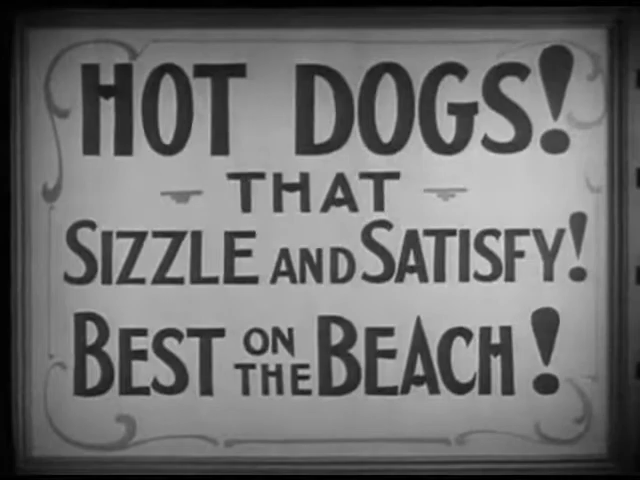 HOT DOGS!
THAT
SIZZLE AND SATISFY!
BEST ON THE BEACH!